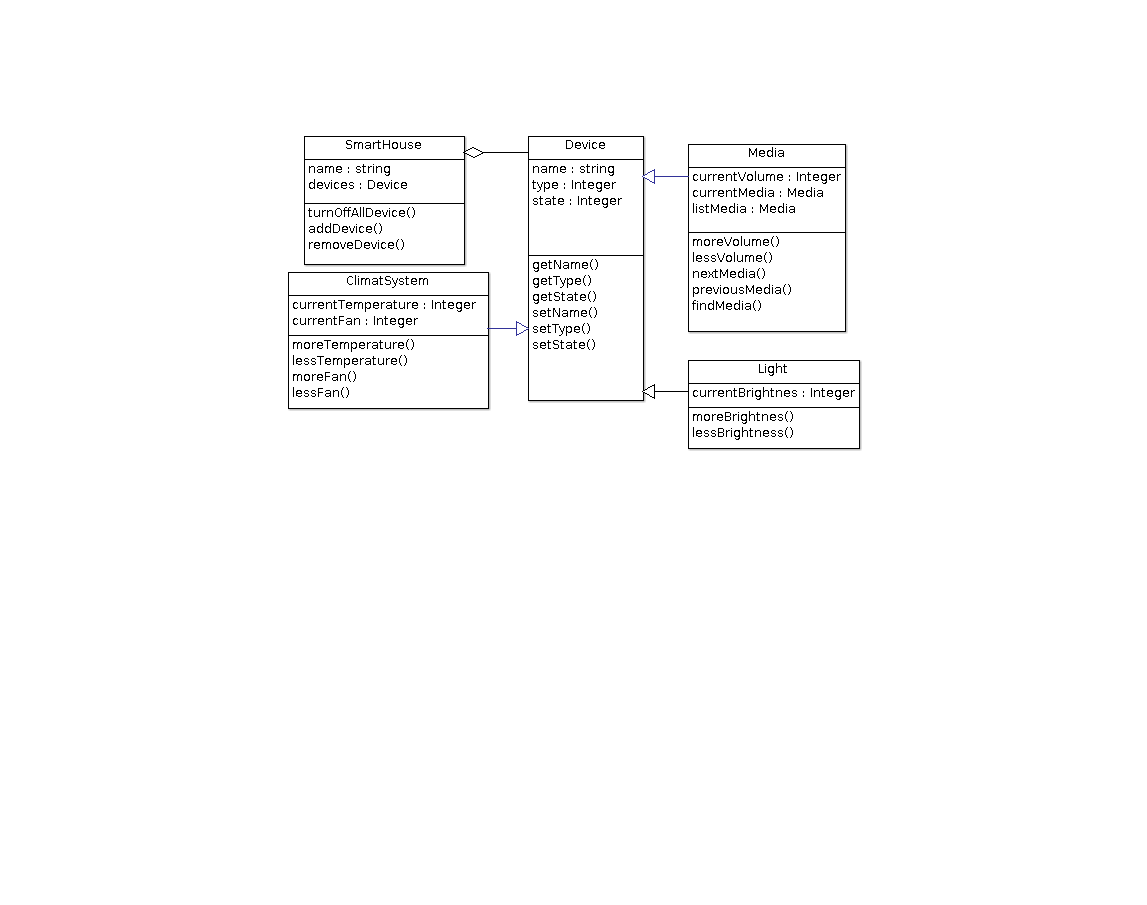 SmartHouse
name : string
devices : Device
turnOffAllDevice()
addDevice()
removeDevice()
ClimatSystem
currentTemperature : Integer
currentFan : Integer
moreTemperature()
lessTemperature()
moreFan()
lessFan()
Device
name : string
type : Integer
state : Integer
getName()
getType()
getState()
setName()
setType()
setState()
Media
currentVolume : Integer
currentMedia : Media
listMedia : Media
moreVolume()
lessVolume()
nextMedia()
previousMedia()
findMedia()
Light
currentBrightnes : Integer
moreBrightnes()
lessBrightness()